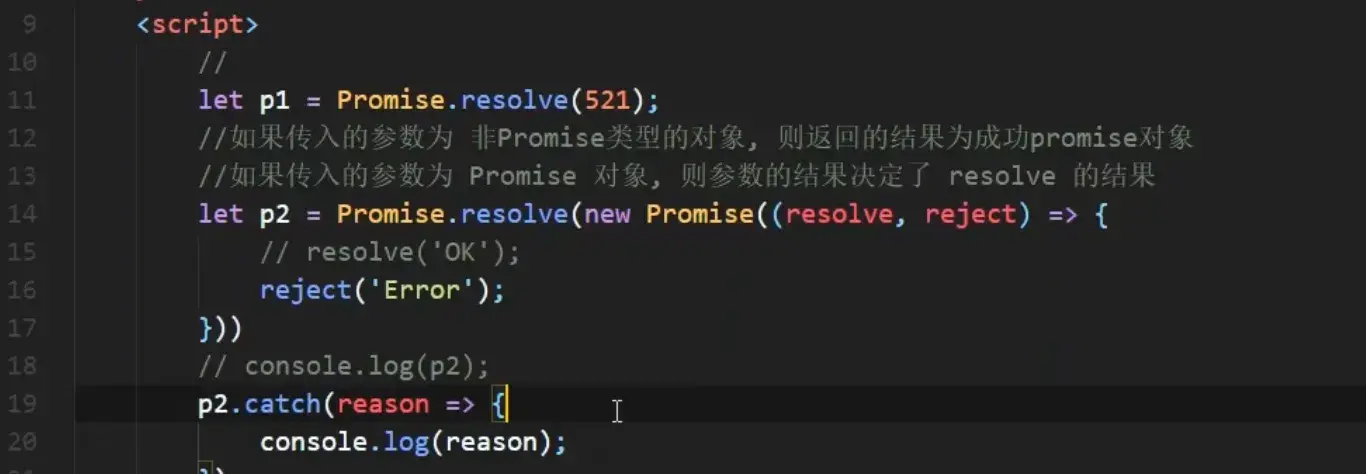 9 <script>
10 //
11 let p1 = Promise.resolve(521);
12 //如果传入的参数为 非Promise类型的对象, 则返回的结果为成功promise对象
13 //如果传入的参数为 Promise 对象, 则参数的结果决定了 resolve 的结果
14 let p2 = Promise.resolve(new Promise((resolve, reject) => {
15 // resolve('OK');
16 reject('Error');
17 }))
18 // console.log(p2);
19 p2.catch(reason => {
20 console.log(reason);
})